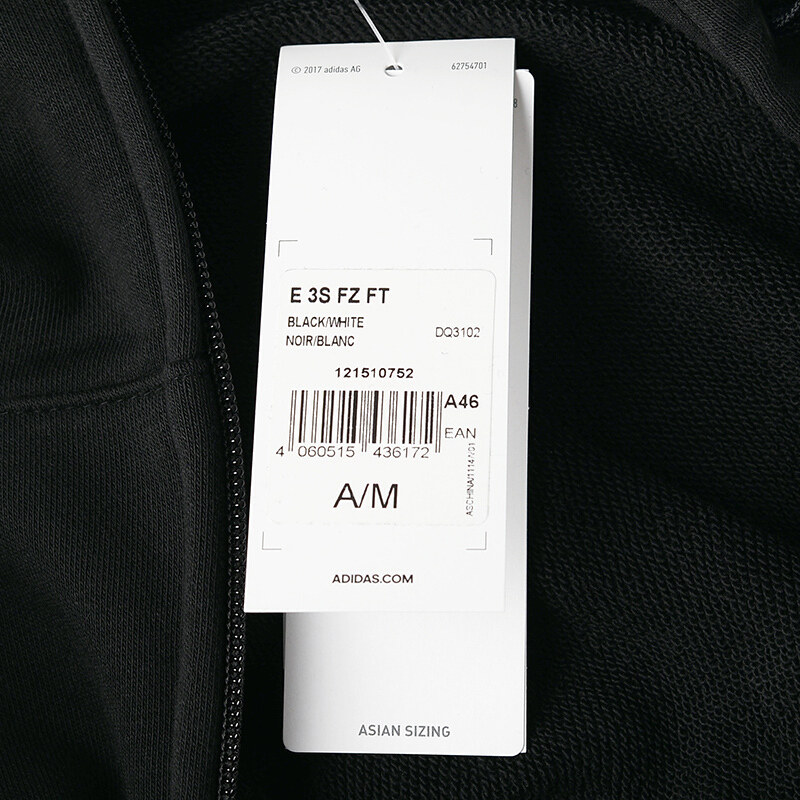 © 2017 adidas AG
62754701
8
E 3S FZ FT
BLACK/WHITE
NOIR/BLANC
DQ3102
121510752
A46
EAN
4 060515 436172
A/M
ADIDAS.COM
ASIAN SIZING